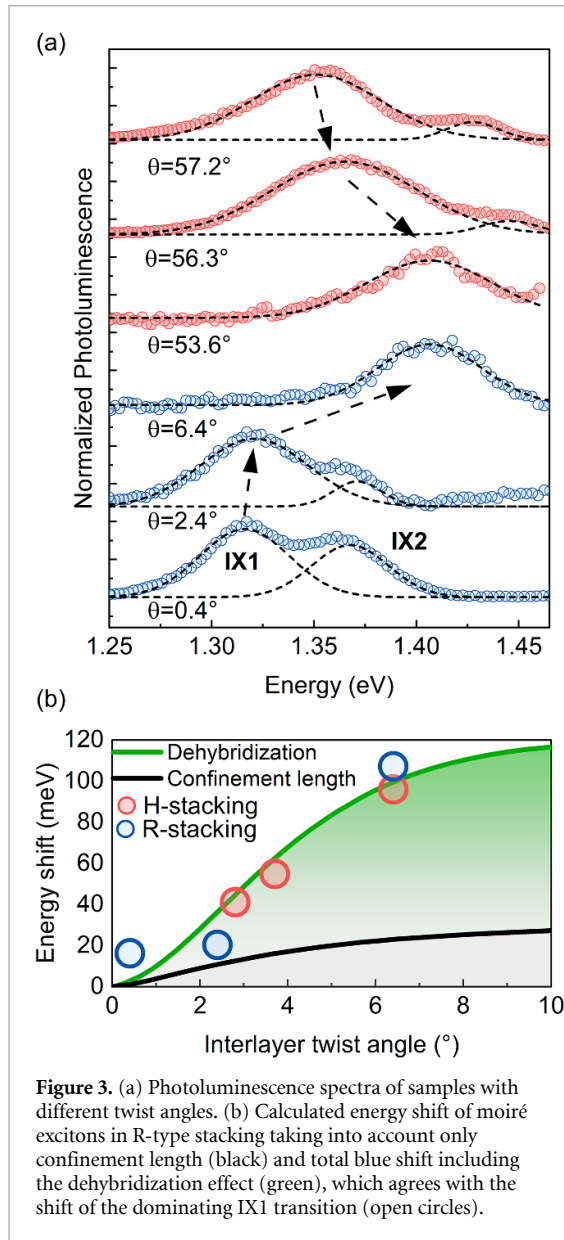 (a)
Normalized Photoluminescence
θ=57.2°
θ=56.3°
θ=53.6°
θ=6.4°
θ=2.4°
IX1
IX2
θ=0.4°
1.25 1.30 1.35 1.40 1.45
Energy (eV)
(b)
Energy shift (meV)
120
100
80
60
40
20
0
Dehybridization
Confinement length
H-stacking
R-stacking
0 2 4 6 8 10
Interlayer twist angle (°)
Figure 3. (a) Photoluminescence spectra of samples with
different twist angles. (b) Calculated energy shift of moiré
excitons in R-type stacking taking into account only
confinement length (black) and total blue shift including
the dehybridization effect (green), which agrees with the
shift of the dominating IX1 transition (open circles).